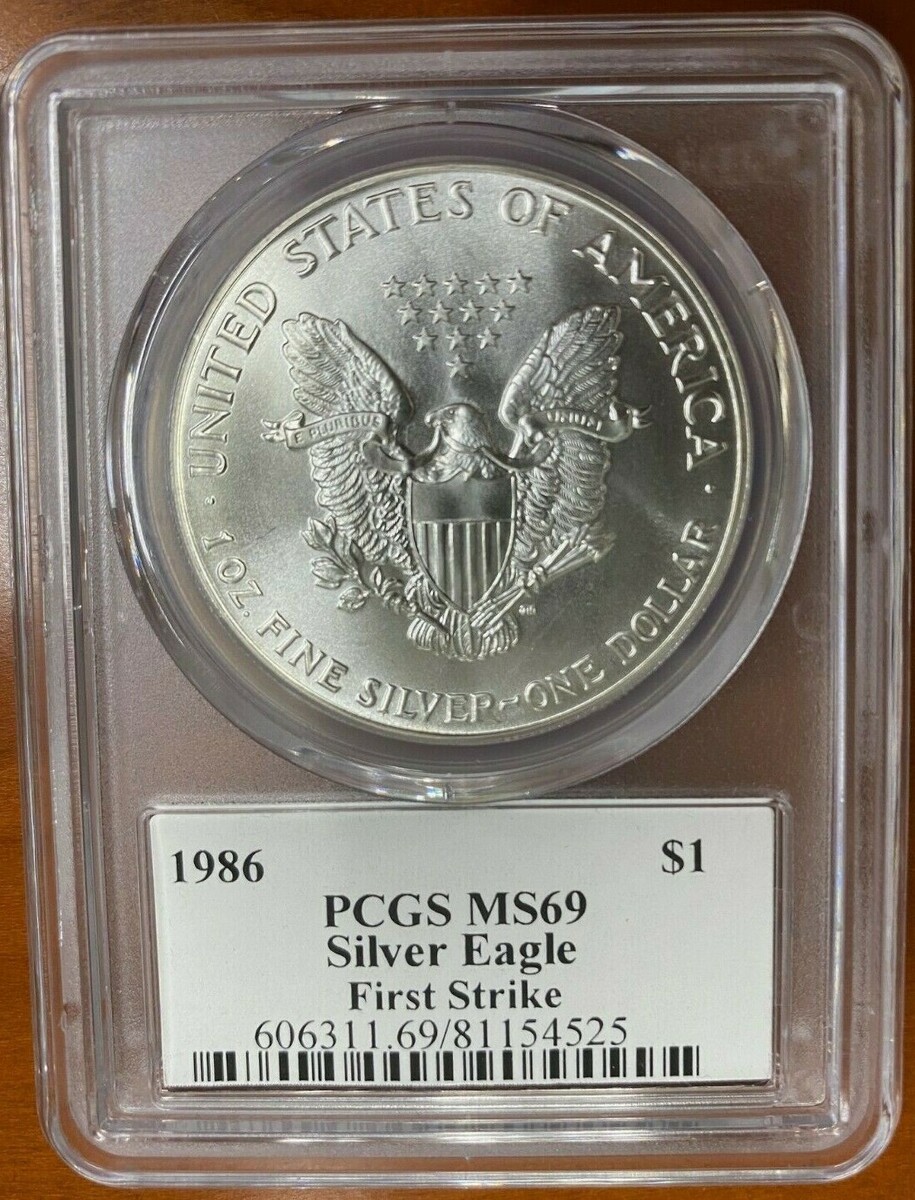 UNITED STATES OF AMERICA
E PLURIBUS UNUM
1 OZ. FINE SILVER~ONE DOLLAR
1986 $1
PCGS MS69
Silver Eagle
First Strike
606311.69/81154525